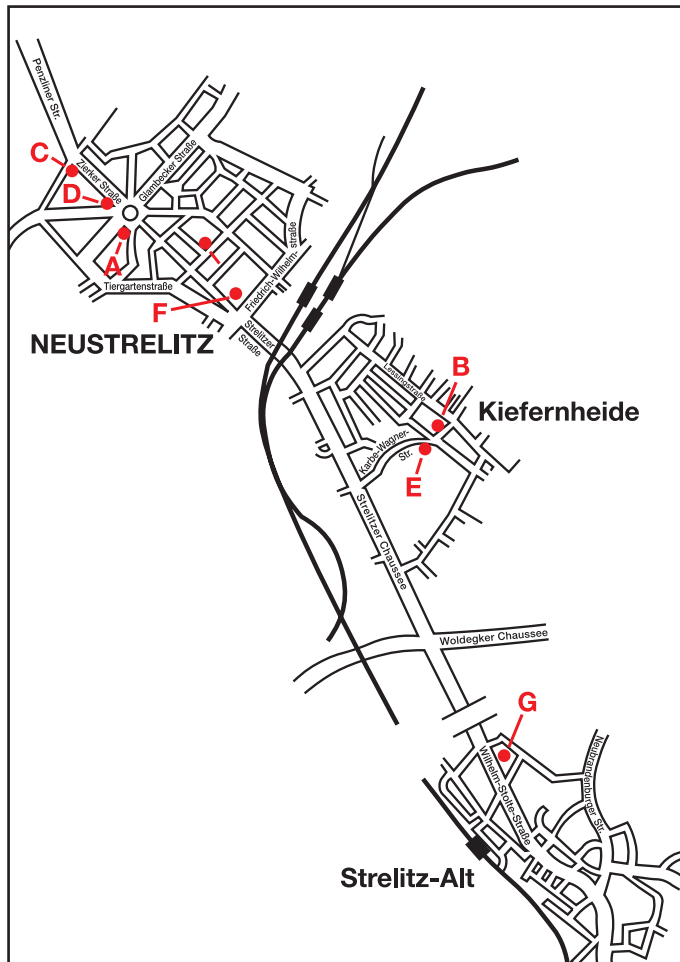 Penzliner Str.
C
Zierker Straße
Glambecker Straße
D
A
Tiergartenstraße
Friedrich-Wilhelm-
straße
F
NEUSTRELITZ
Strelitzer
Straße
Lessingstraße
B
Kiefernheide
Karbe-Wagner-
Str.
E
Strelitzer Chaussee
Woldegker Chaussee
G
Wilhelm-Stolte-Straße
Neubrandenburger Str.
Strelitz-Alt